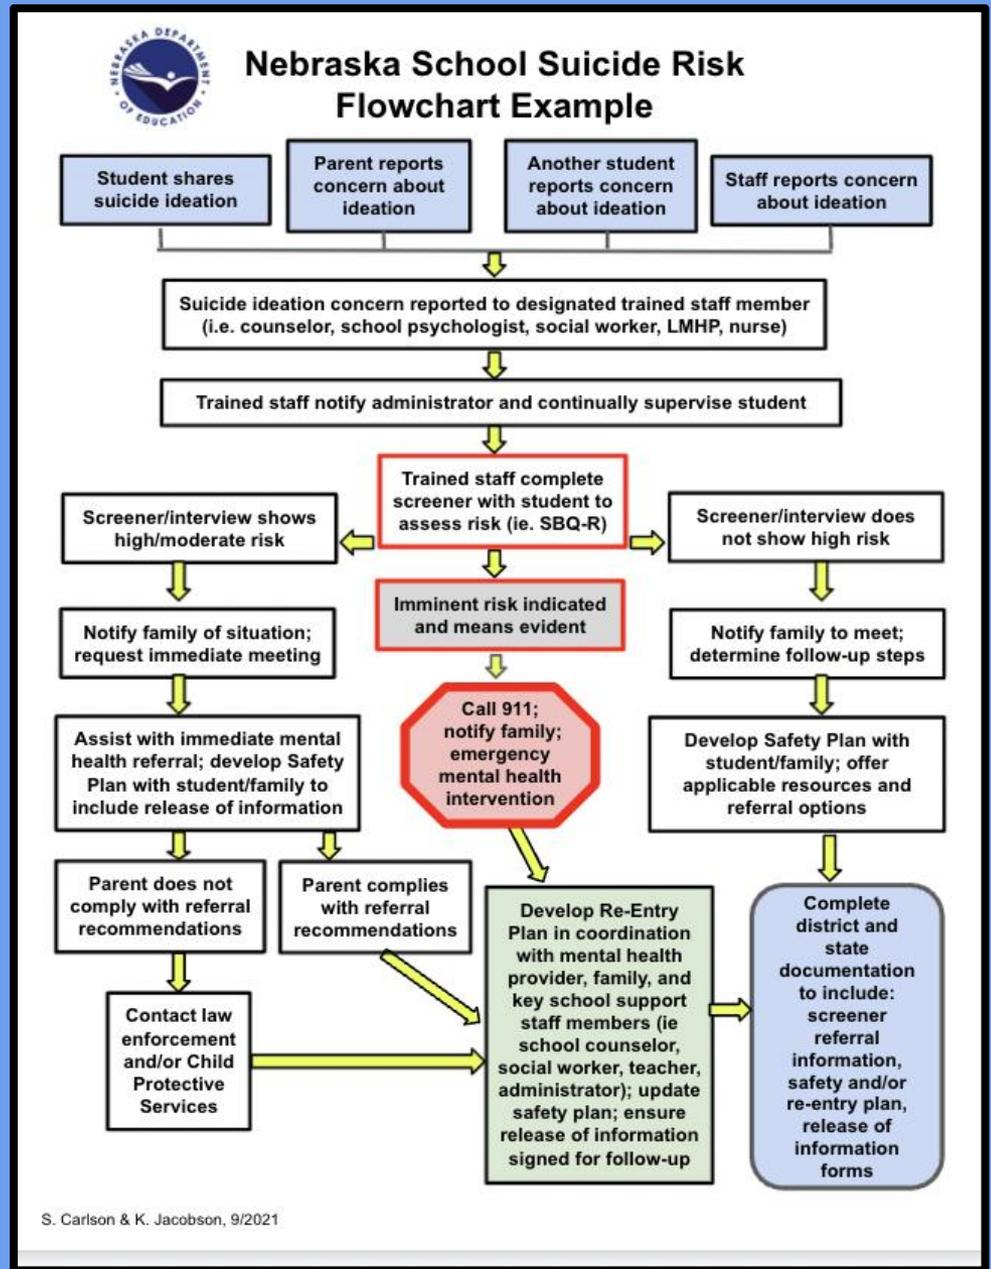 NEBRASKA DEPARTMENT
OF EDUCATION
Nebraska School Suicide Risk
Flowchart Example
Student shares
suicide ideation
Parent reports
concern about
ideation
Another student
reports concern
about ideation
Staff reports concern
about ideation
Suicide ideation concern reported to designated trained staff member
(i.e. counselor, school psychologist, social worker, LMHP, nurse)
Trained staff notify administrator and continually supervise student
Trained staff complete
screener with student to
assess risk (ie. SBQ-R)
Screener/interview shows
high/moderate risk
Screener/interview does
not show high risk
Imminent risk indicated
and means evident
Notify family of situation;
request immediate meeting
Notify family to meet;
determine follow-up steps
Call 911;
notify family;
emergency
mental health
intervention
Assist with immediate mental
health referral; develop Safety
Plan with student/family to
include release of information
Develop Safety Plan with
student/family; offer
applicable resources and
referral options
Parent does not
comply with referral
recommendations
Parent complies
with referral
recommendations
Contact law
enforcement
and/or Child
Protective
Services
Develop Re-Entry
Plan in coordination
with mental health
provider, family, and
key school support
staff members (ie
school counselor,
social worker, teacher,
administrator); update
safety plan; ensure
release of information
signed for follow-up
Complete
district and
state
documentation
to include:
screener
referral
information,
safety and/or
re-entry plan,
release of
information
forms
S. Carlson & K. Jacobson, 9/2021